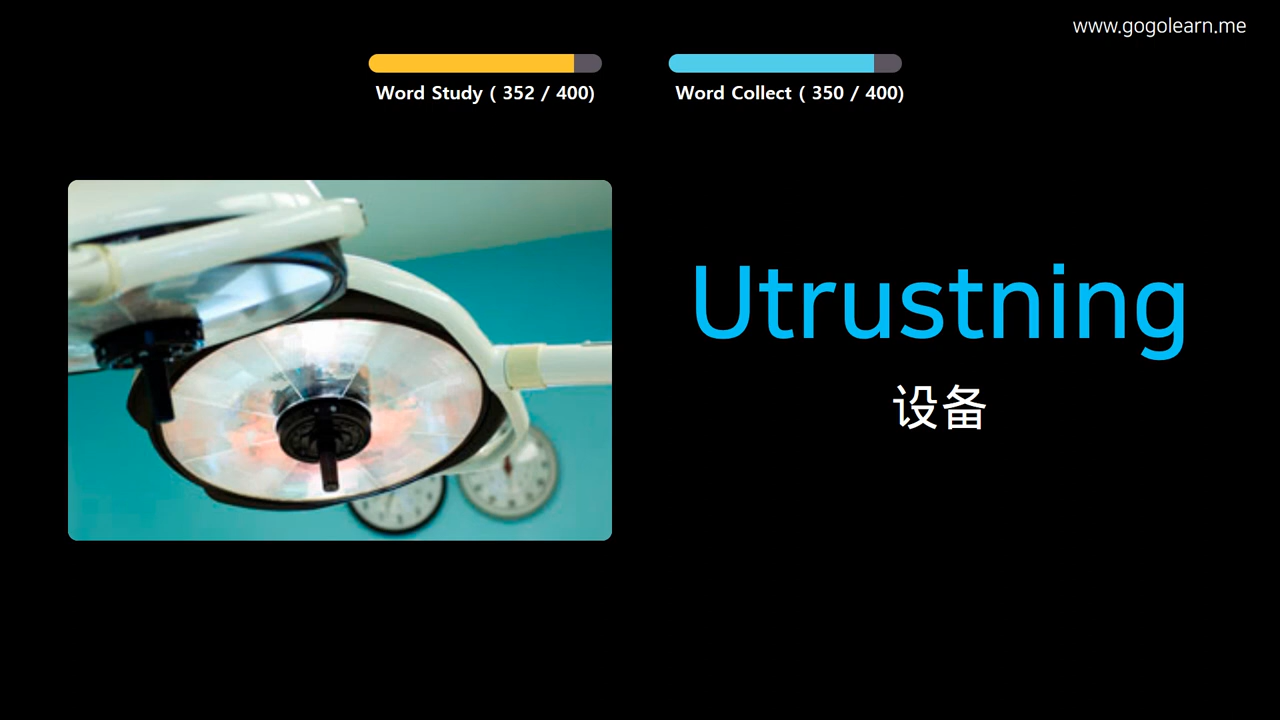 www.gogolearn.me
Word Study ( 352 / 400)
Word Collect ( 350 / 400)
Utrustning
设备